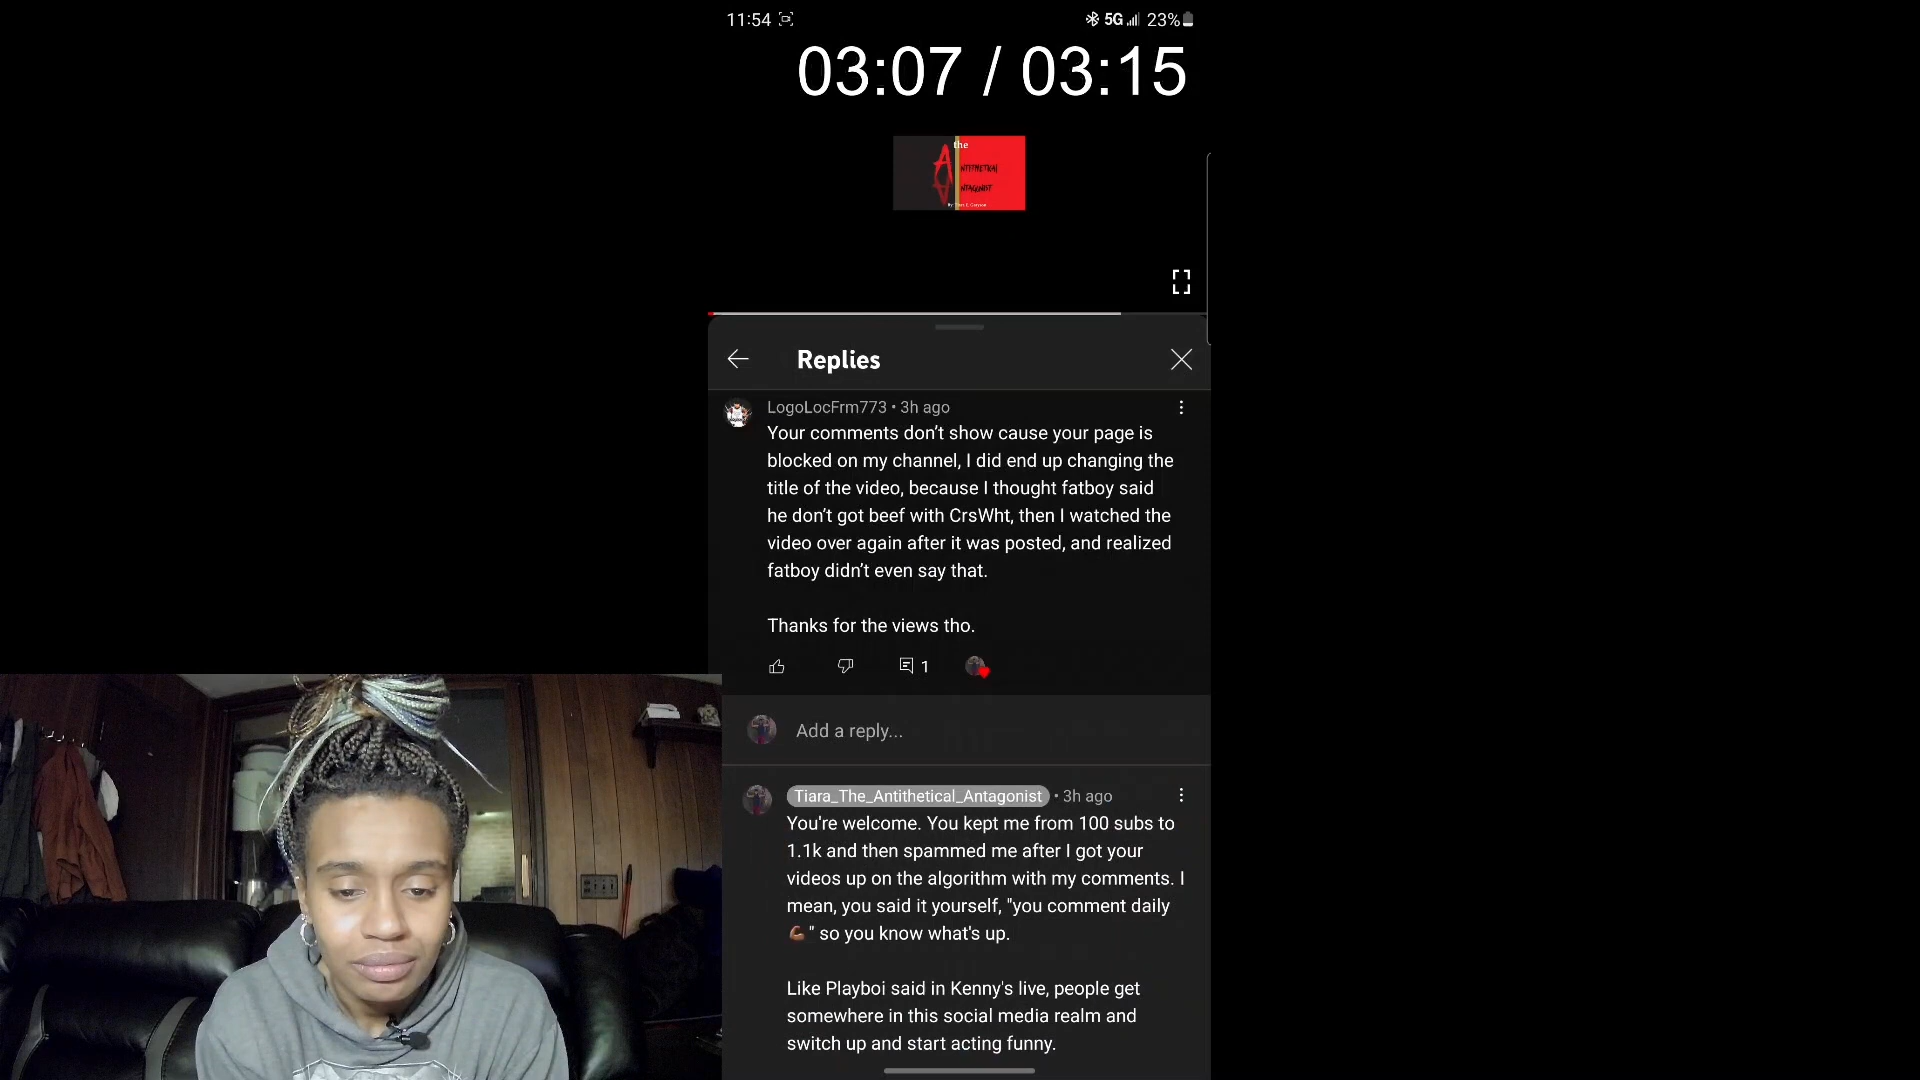 11:54
5G 23%
03:07 / 03:15
the
ANTITHETICAL
ANTAGONIST
Replies
LogoLocFrm773 • 3h ago
Your comments don’t show cause your page is
blocked on my channel, I did end up changing the
title of the video, because I thought fatboy said
he don’t got beef with CrsWht, then I watched the
video over again after it was posted, and realized
fatboy didn’t even say that.
Thanks for the views tho.
1
Add a reply...
Tiara_The_Antithetical_Antagonist • 3h ago
You're welcome. You kept me from 100 subs to
1.1k and then spammed me after I got your
videos up on the algorithm with my comments. I
mean, you said it yourself, "you comment daily
💪🏾" so you know what's up.
Like Playboi said in Kenny's live, people get
somewhere in this social media realm and
switch up and start acting funny.